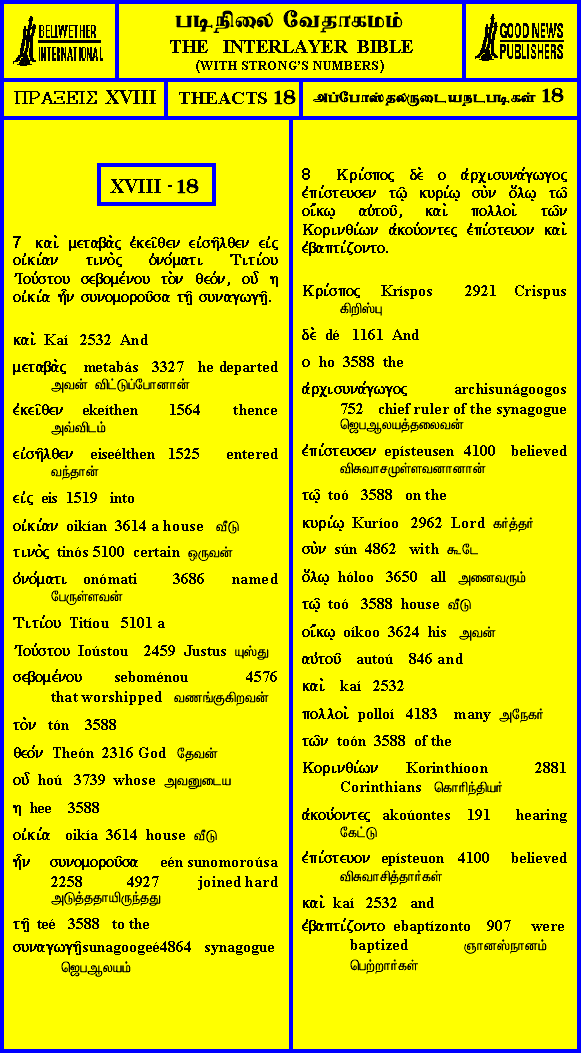 BELLWETHER
INTERNATIONAL
படிநிலை வேதாகமம்
THE INTERLAYER BIBLE
(WITH STRONG'S NUMBERS)
GOOD NEWS
PUBLISHERS
ΠΡΑΞΕΙΣ XVIII
THEACTS 18
அப்போஸ்தலருடையநடபடிகள் 18
XVIII - 18
7 καὶ μεταβὰς ἐκεῖθεν εἰσῆλθεν εἰς
οἰκίαν τινὸς ὀνόματι Τιτίου
Ἰούστου σεβομένου τὸν θεόν, οὗ η
οἰκία ἦν συνομοροῦσα τῇ συναγωγῇ.
καὶ Kaí 2532 And
μεταβὰς metabás 3327 he departed
அவன் விட்டுப்போனான்
ἐκεῖθεν ekeíthen 1564 thence
அவ்விடம்
εἰσῆλθεν eiseélthen 1525 entered
வந்தான்
εἰς eis 1519 into
οἰκίαν oikían 3614 a house வீடு
τινὸς tinós 5100 certain ஒருவன்
ὀνόματι onómati 3686 named
பேருள்ளவன்
Τιτίου Titíou 5101 a
Ἰούστου Ioústou 2459 Justus யுஸ்து
σεβομένου seboménou 4576
that worshipped வணங்குகிறவன்
τὸν tón 3588
θεόν Theón 2316 God தேவன்
οὗ hoú 3739 whose அவனுடைய
η hee 3588
οἰκία oikía 3614 house வீடு
ἦν συνομοροῦσα eén sunomoroúsa
2258 4927 joined hard
அடுத்ததாயிருந்தது
τῇ teé 3588 to the
συναγωγῇ sunagoogeé4864 synagogue
ஜெபஆலயம்
8 Κρίσπος δὲ ο ἀρχισυνάγωγος
ἐπίστευσεν τῷ κυρίῳ σὺν ὅλῳ τῷ
οἴκῳ αὐτοῦ, καὶ πολλοὶ τῶν
Κορινθίων ἀκούοντες ἐπίστευον καὶ
ἐβαπτίζοντο.
Κρίσπος Kríspos 2921 Crispus
கிறிஸ்பு
δὲ dé 1161 And
ο ho 3588 the
ἀρχισυνάγωγος archisunágoogos
752 chief ruler of the synagogue
ஜெபஆலயத்தலைவன்
ἐπίστευσεν epísteusen 4100 believed
விசுவாசமுள்ளவனானான்
τῷ toó 3588 on the
κυρίῳ Kuríoo 2962 Lord கர்த்தர்
σὺν sún 4862 with கூடே
ὅλῳ hóloo 3650 all அனைவரும்
τῷ toó 3588 house வீடு
οἴκῳ oíkoo 3624 his அவன்
αὐτοῦ autoú 846 and
καὶ kaí 2532
πολλοὶ polloí 4183 many அநேகர்
τῶν toón 3588 of the
Κορινθίων Korinthíoon 2881
Corinthians கொரிந்தியர்
ἀκούοντες akoúontes 191 hearing
கேட்டு
ἐπίστευον epísteuon 4100 believed
விசுவாசித்தார்கள்
καὶ kaí 2532 and
ἐβαπτίζοντο ebaptízonto 907 were
baptized ஞானஸ்நானம்
பெற்றார்கள்